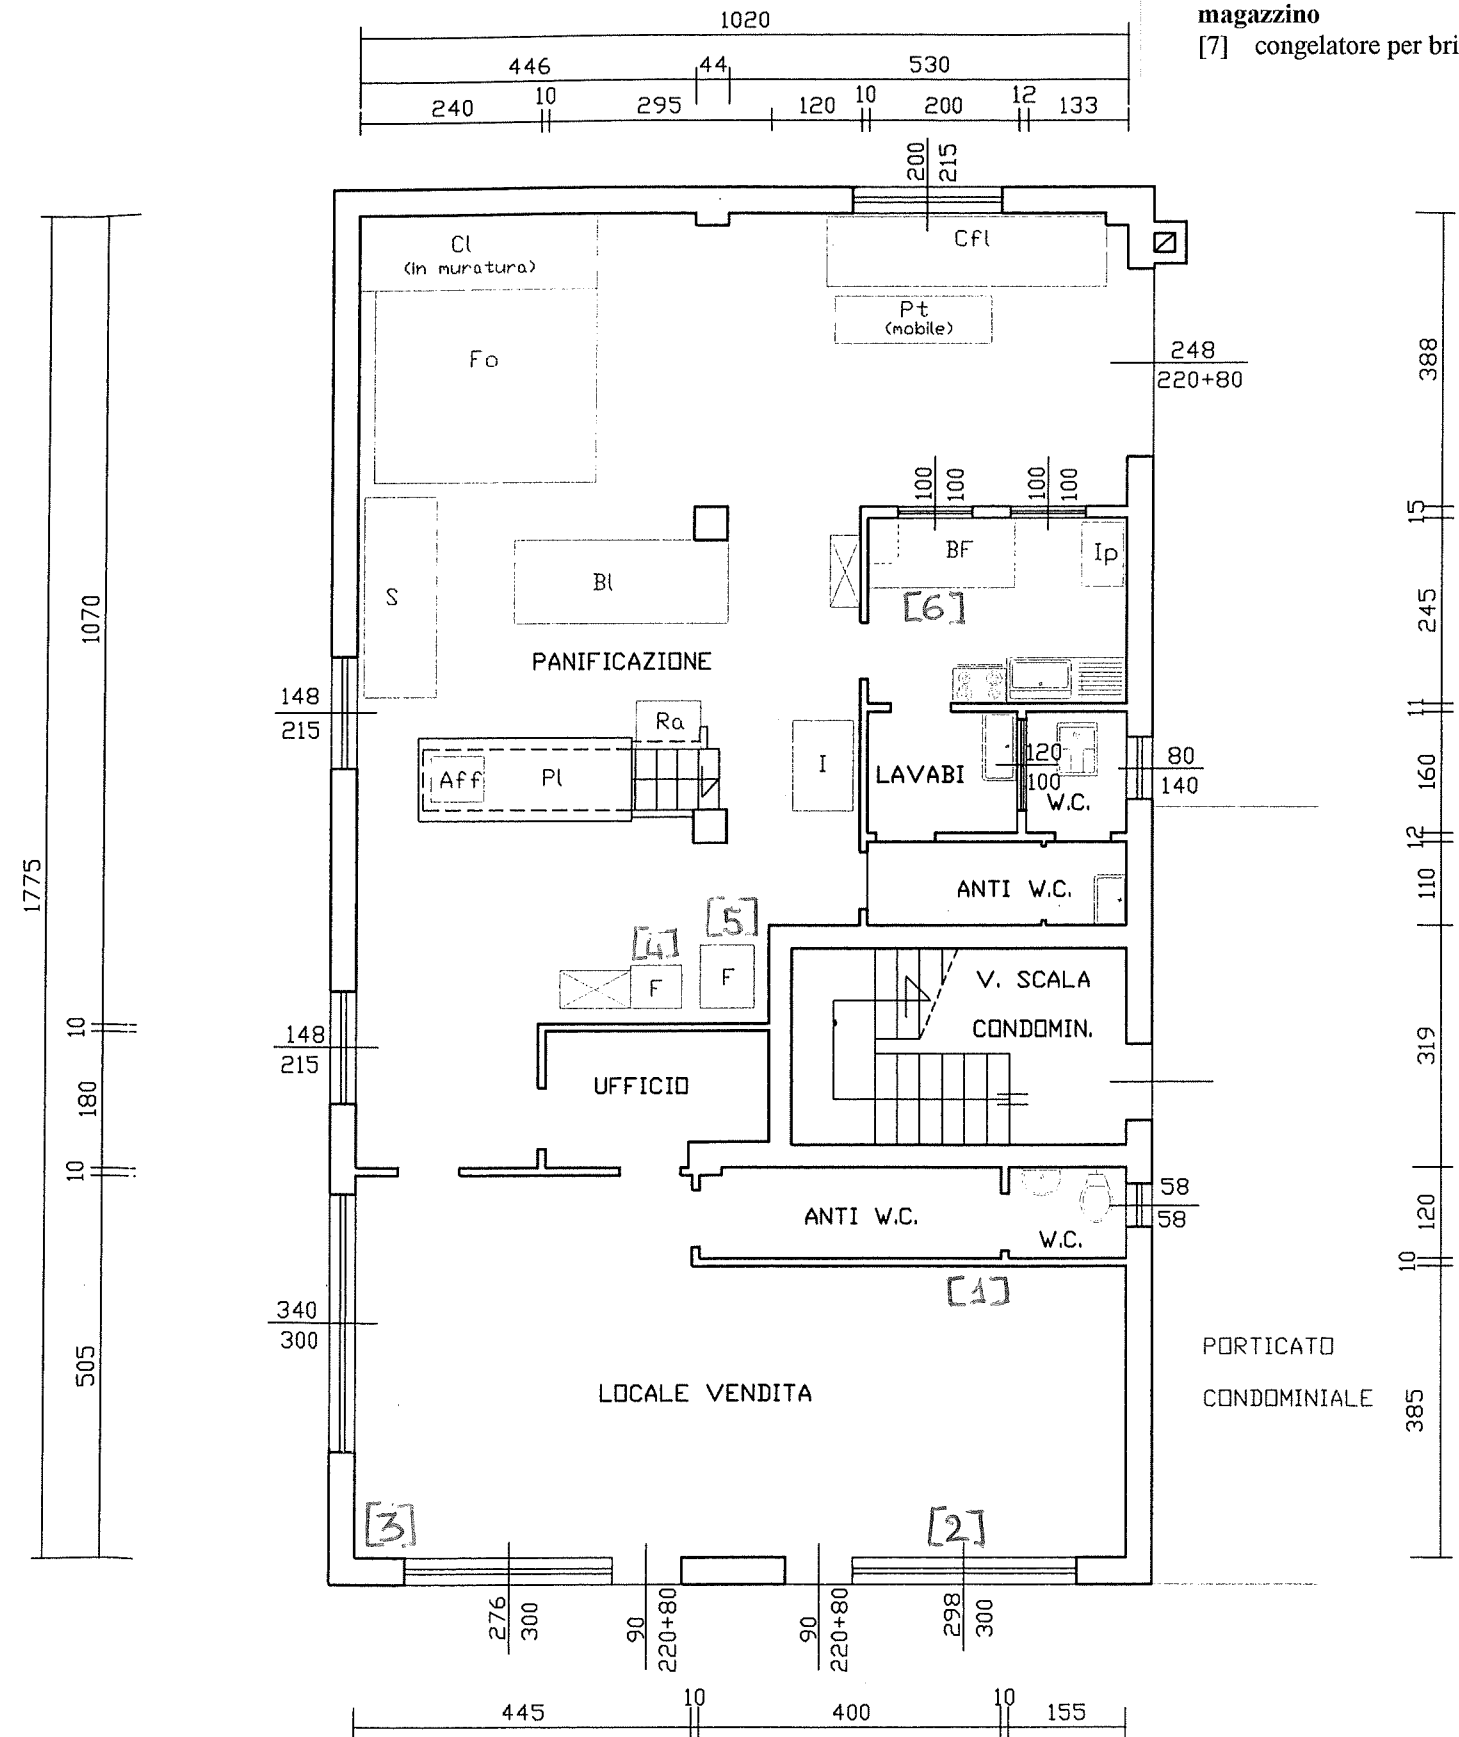 1020
magazzino
[7] congelatore per bri
446 44 530
240 10 295 120 10 200 12 133
200
215
Cl
(in muratura)
Cfl
Pt
(mobile)
Fo
248
220+80
388
100
100
100
100
15
BF
Ip
S
Bl
[6]
245
1070
PANIFICAZIONE
148
215
Ra
11
Aff
Pl
I
LAVABI
120
100
W.C.
80
140
160
12
1775
ANTI W.C.
110
[4]
[5]
F
F
V. SCALA
CONDOMIN.
10
148
215
319
UFFICIO
180
10
58
58
ANTI W.C.
W.C.
120
10
[1]
340
300
PORTICATO
505
LOCALE VENDITA
CONDOMINIALE
385
[3]
[2]
276
300
90
220+80
90
220+80
298
300
445 10 400 10 155